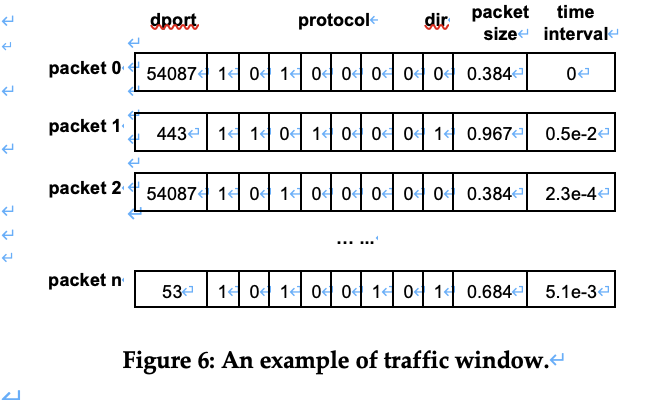 dport protocol dir packet size time interval
packet 0 54087 1 0 1 0 0 0 0 0 0.384 0
packet 1 443 1 1 0 1 0 0 0 1 0.967 0.5e-2
packet 2 54087 1 0 1 0 0 0 0 0 0.384 2.3e-4
... ...
packet n 53 1 0 1 0 0 1 0 1 0.684 5.1e-3
Figure 6: An example of traffic window.